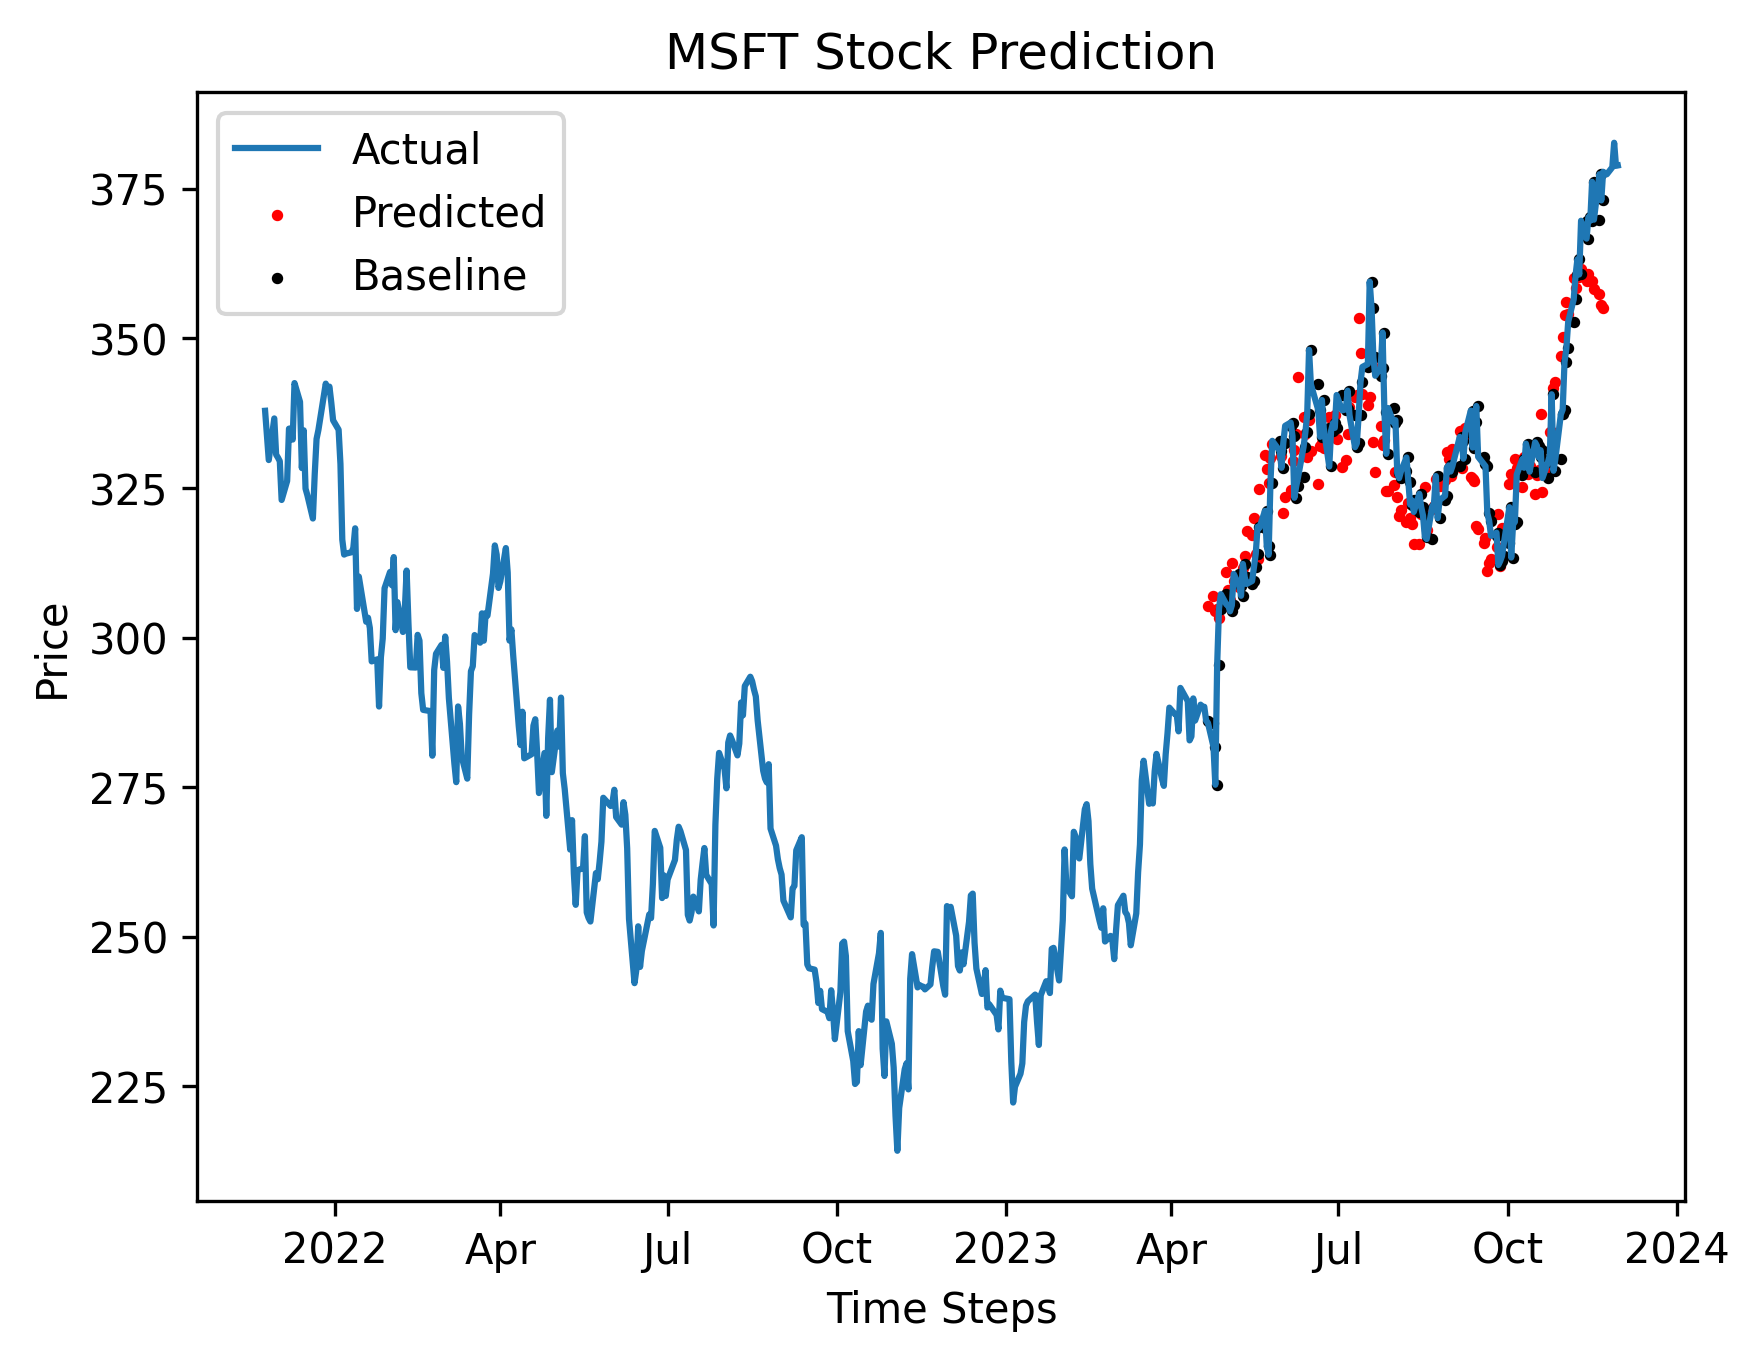 MSFT Stock Prediction
Actual
Predicted
Baseline
375
350
325
300
275
250
225
Price
2022 Apr Jul Oct 2023 Apr Jul Oct 2024
Time Steps